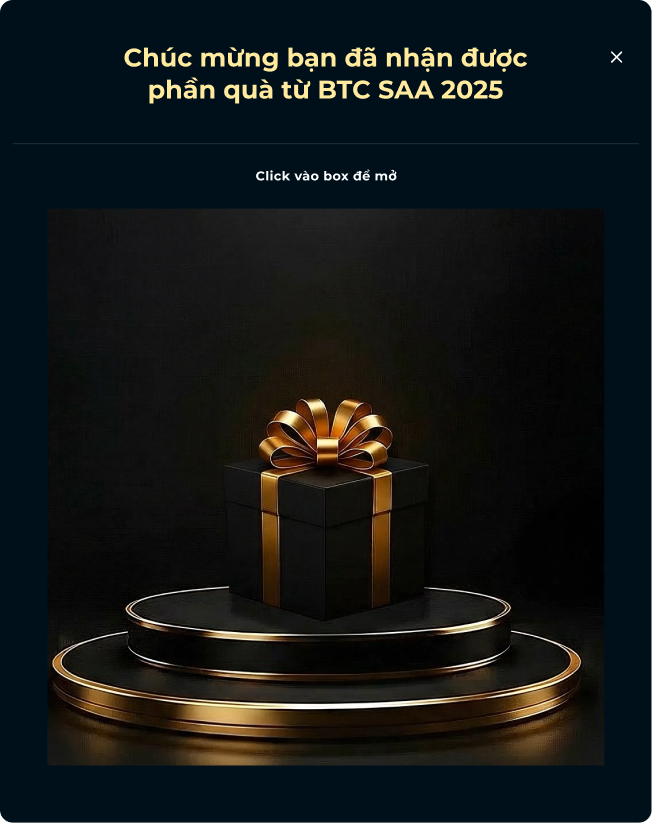 Chúc mừng bạn đã nhận được
phần quà từ BTC SAA 2025
Click vào box để mở